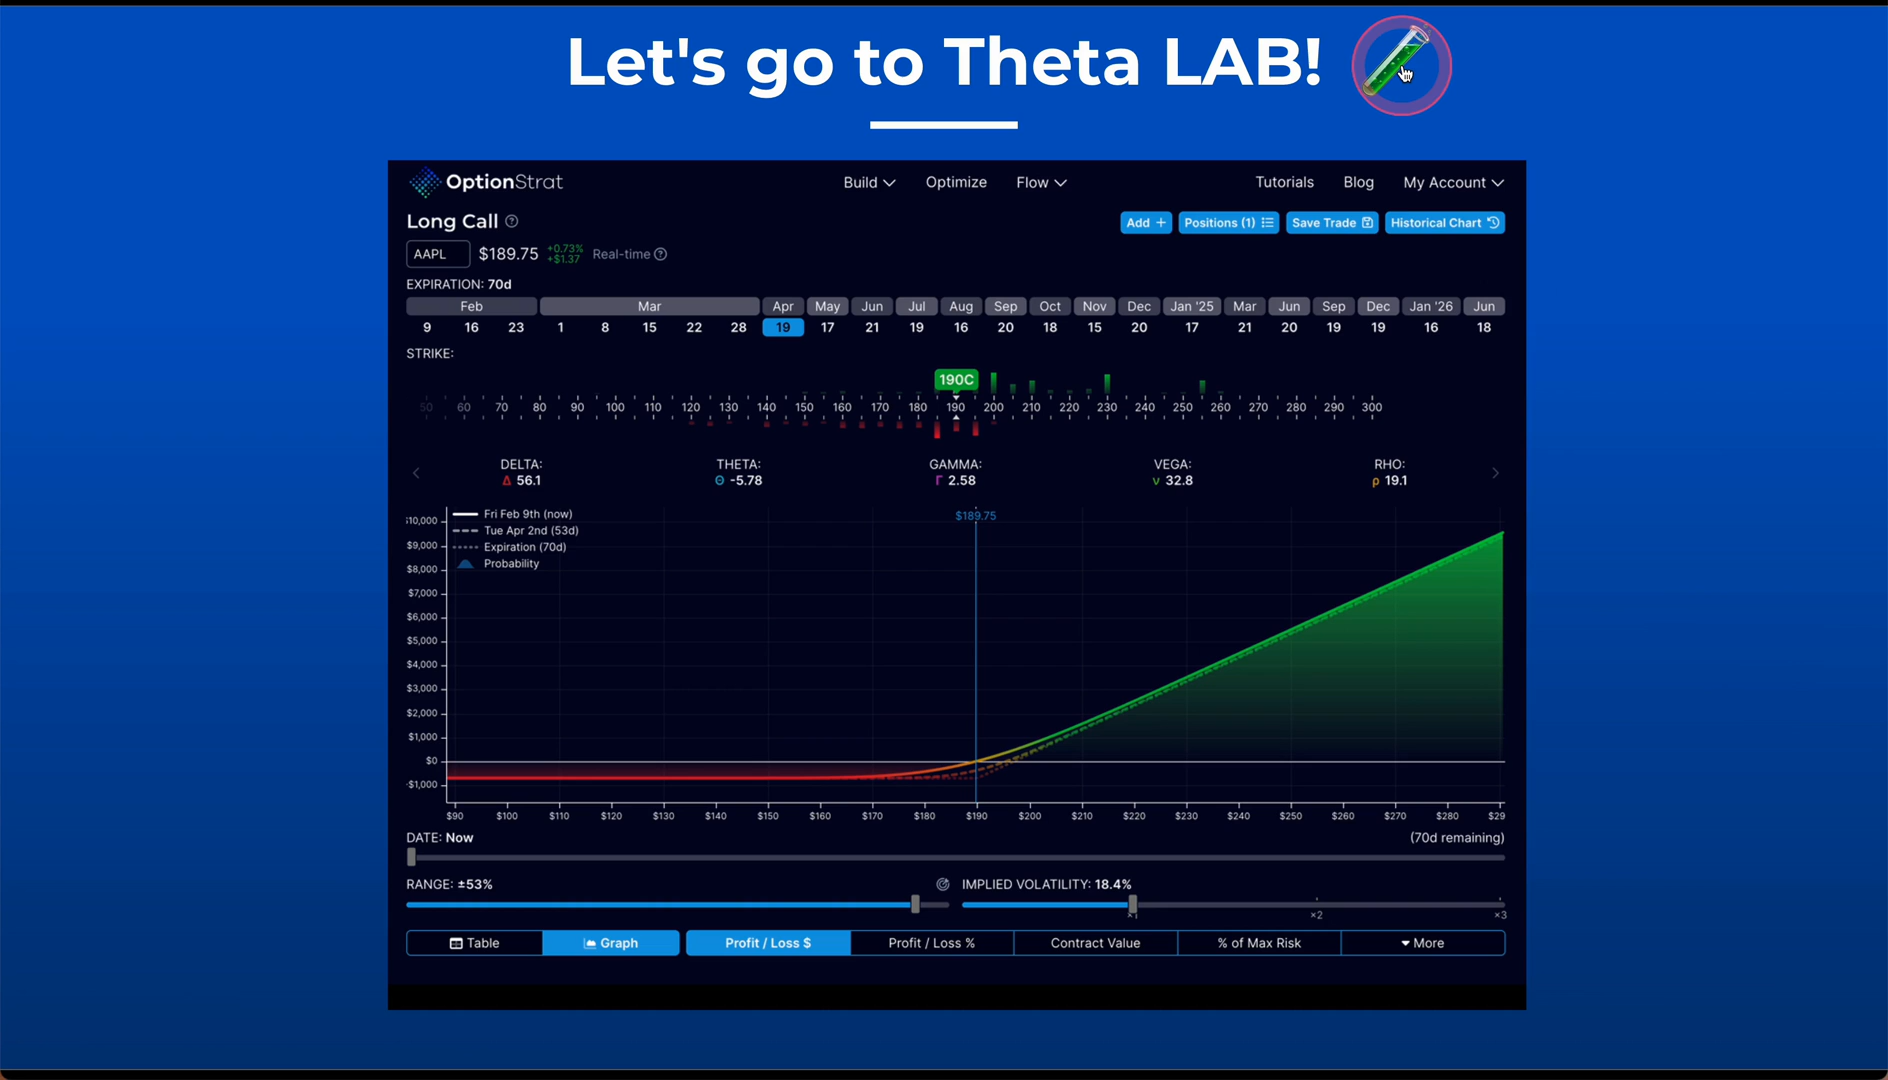 Let's go to Theta LAB!
OptionStrat
Build
Optimize
Flow
Tutorials
Blog
My Account
Long Call ?
Add +
Positions (1)
Save Trade
Historical Chart
AAPL
$189.75
+0.73%
+$1.37
Real-time ?
EXPIRATION: 70d
Feb Mar Apr May Jun Jul Aug Sep Oct Nov Dec Jan '25 Mar Jun Sep Dec Jan '26 Jun
9 16 23 1 8 15 22 28 19 17 21 19 16 20 18 15 20 17 21 20 19 19 16 18
STRIKE:
190C
50 60 70 80 90 100 110 120 130 140 150 160 170 180 190 200 210 220 230 240 250 260 270 280 290 300
DELTA: THETA: GAMMA: VEGA: RHO:
Δ 56.1 Θ -5.78 Γ 2.58 ν 32.8 ρ 19.1
$189.75
Fri Feb 9th (now)
Tue Apr 2nd (53d)
Expiration (70d)
Probability
$10,000
$9,000
$8,000
$7,000
$6,000
$5,000
$4,000
$3,000
$2,000
$1,000
$0
-$1,000
$90 $100 $110 $120 $130 $140 $150 $160 $170 $180 $190 $200 $210 $220 $230 $240 $250 $260 $270 $280 $29
DATE: Now
(70d remaining)
RANGE: ±53%
IMPLIED VOLATILITY: 18.4%
×1 ×2 ×3
Table
Graph
Profit / Loss $
Profit / Loss %
Contract Value
% of Max Risk
More